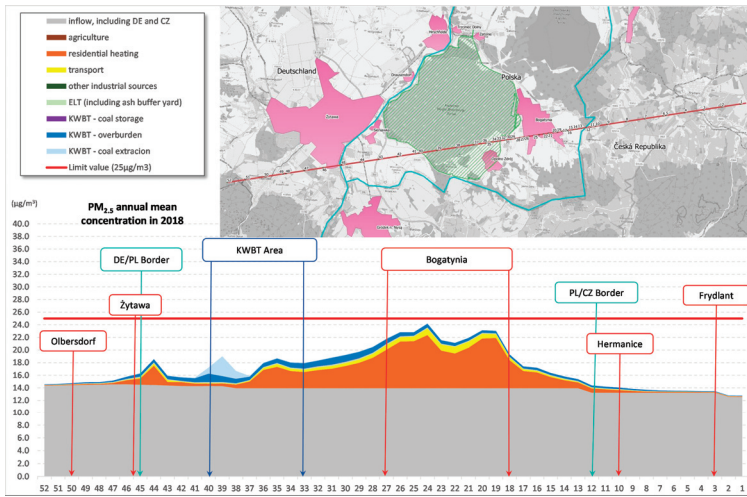 inflow, including DE and CZ
agriculture
residential heating
transport
other industrial sources
ELT (including ash buffer yard)
KWBT - coal storage
KWBT - overburden
KWBT - coal extracion
Limit value (25µg/m3)
Deutschland
Polska
Česká Republika
Bogatynia
(µg/m³)
PM2.5 annual mean
concentration in 2018
40.0
38.0
36.0
34.0
32.0
30.0
28.0
26.0
24.0
22.0
20.0
18.0
16.0
14.0
12.0
10.0
8.0
6.0
4.0
2.0
0.0
DE/PL Border
KWBT Area
Bogatynia
Żytawa
PL/CZ Border
Frydlant
Olbersdorf
Hermanice
52 51 50 49 48 47 46 45 44 43 42 41 40 39 38 37 36 35 34 33 32 31 30 29 28 27 26 25 24 23 22 21 20 19 18 17 16 15 14 13 12 11 10 9 8 7 6 5 4 3 2 1